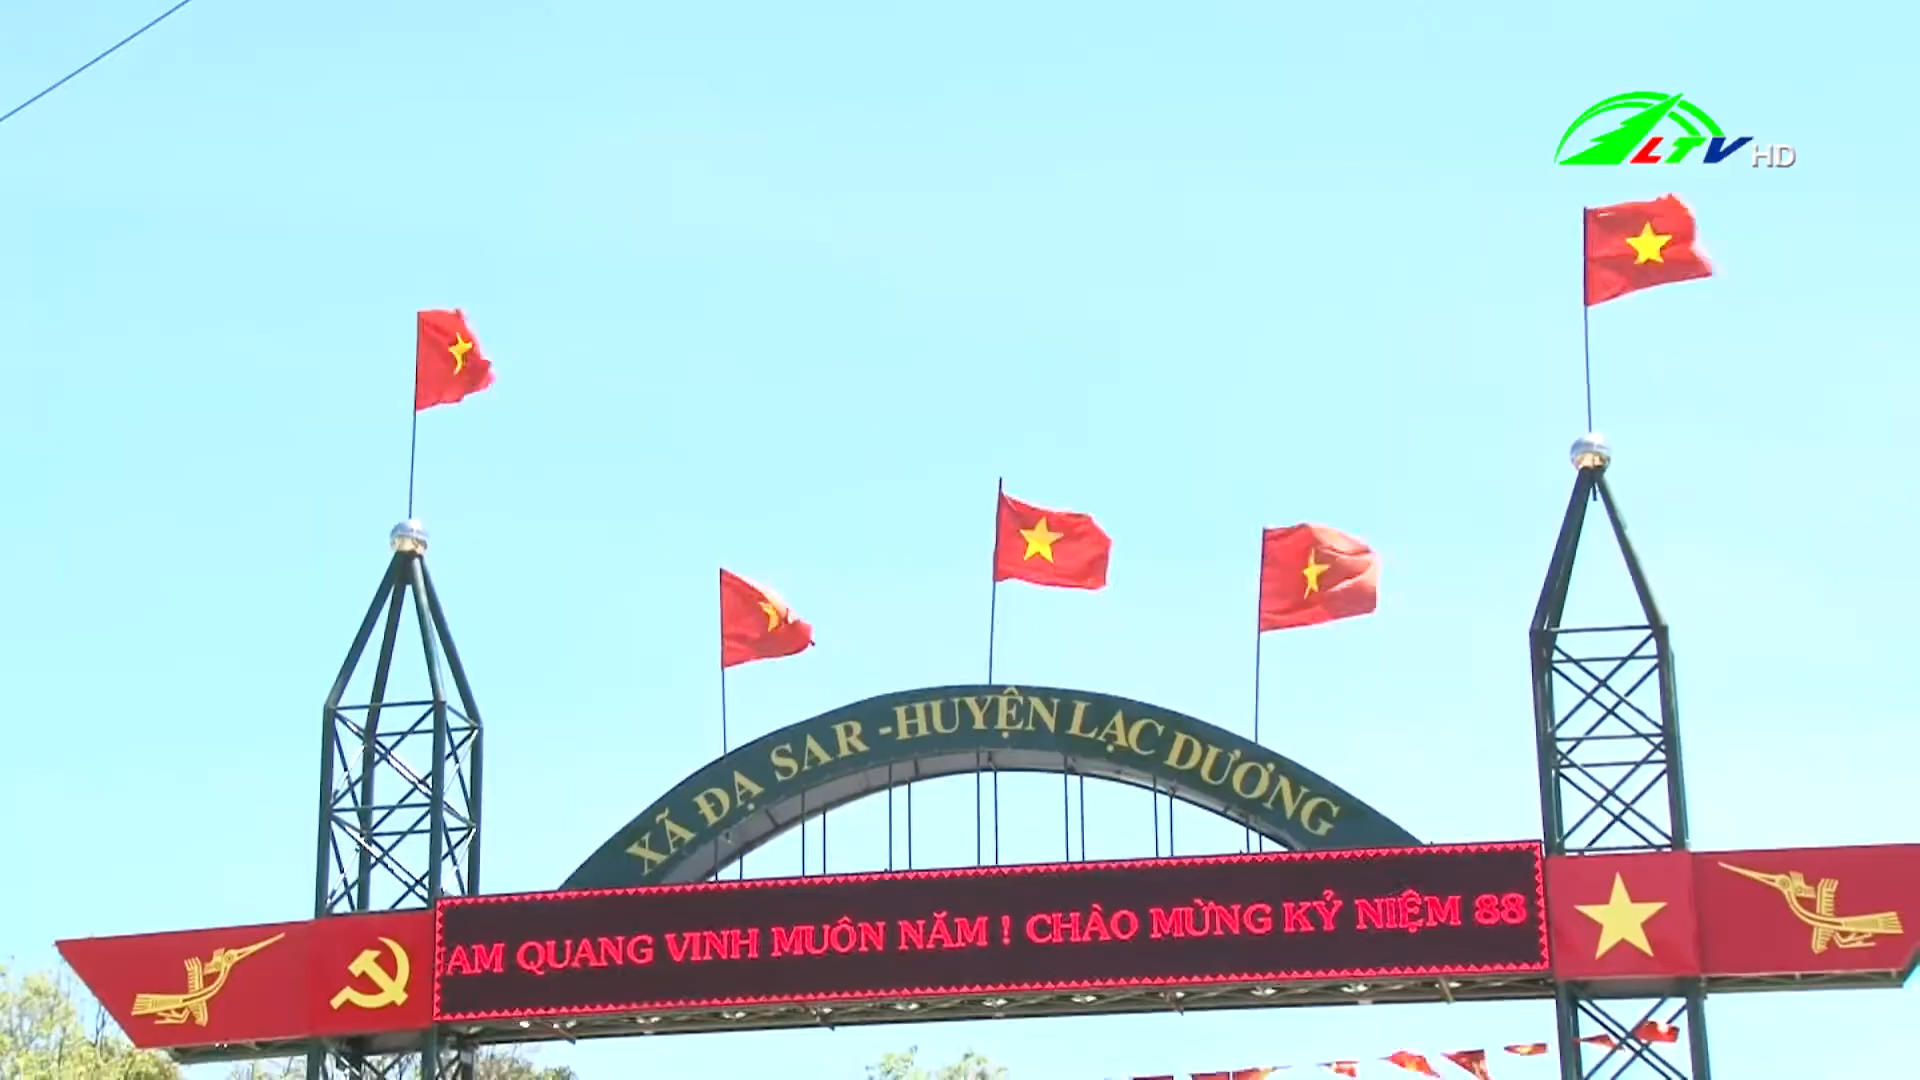 LTV HD
XÃ ĐẠ SAR - HUYỆN LẠC DƯƠNG
AM QUANG VINH MUÔN NĂM ! CHÀO MỪNG KỶ NIỆM 88